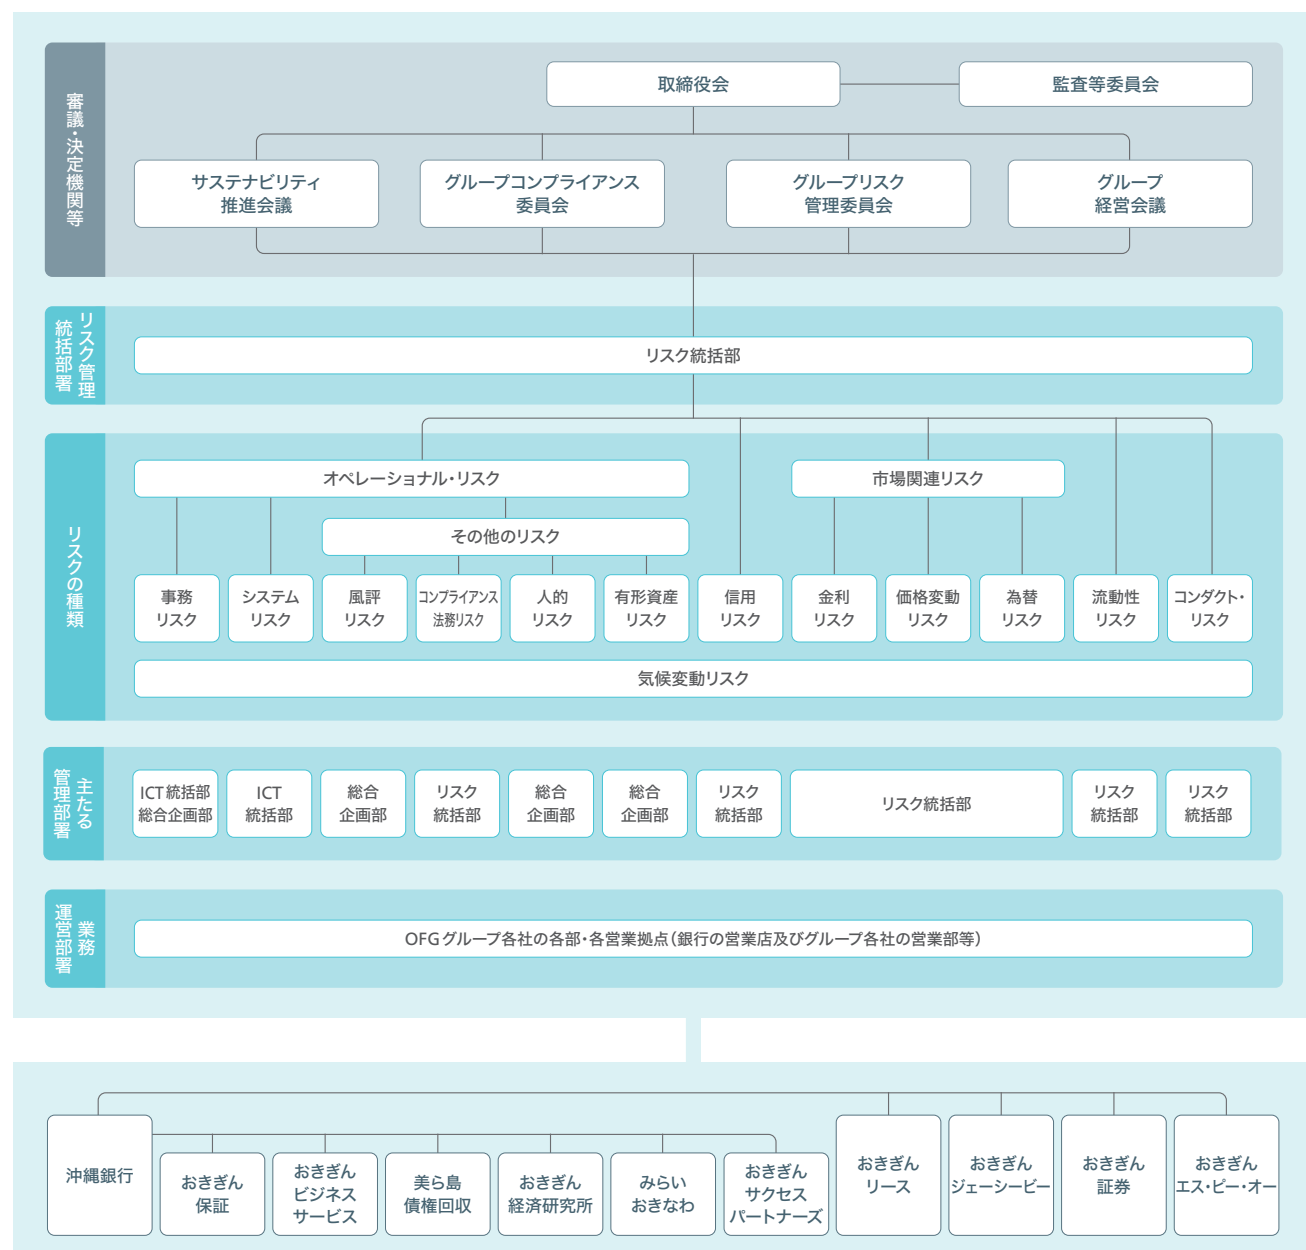 審議・決定機関等
取締役会
監査等委員会
サステナビリティ
推進会議
グループコンプライアンス
委員会
グループリスク
管理委員会
グループ
経営会議
リスク管理
統括部署
リスク統括部
リスクの種類
オペレーショナル・リスク
市場関連リスク
その他のリスク
事務
リスク
システム
リスク
風評
リスク
コンプライアンス
法務リスク
人的
リスク
有形資産
リスク
信用
リスク
金利
リスク
価格変動
リスク
為替
リスク
流動性
リスク
コンダクト・
リスク
気候変動リスク
主たる
管理部署
ICT統括部
総合企画部
ICT
統括部
総合
企画部
リスク
統括部
総合
企画部
総合
企画部
リスク
統括部
リスク統括部
リスク
統括部
リスク
統括部
業務
運営部署
OFGグループ各社の各部・各営業拠点(銀行の営業店及びグループ各社の営業部等)
沖縄銀行
おきぎん
保証
おきぎん
ビジネス
サービス
美ら島
債権回収
おきぎん
経済研究所
みらい
おきなわ
おきぎん
サクセス
パートナーズ
おきぎん
リース
おきぎん
ジェーシービー
おきぎん
証券
おきぎん
エス・ピー・オー